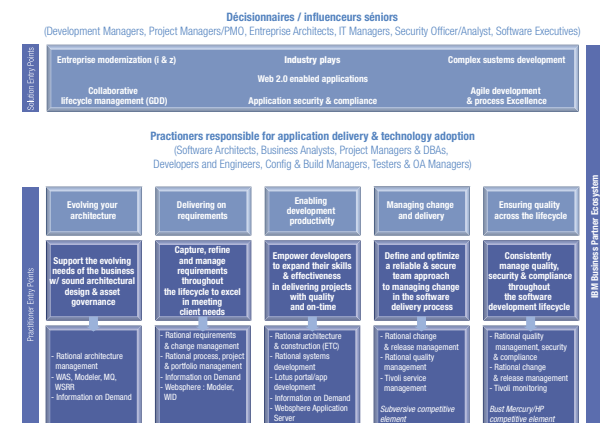 Décisionnaires / influenceurs séniors
(Development Managers, Project Managers/PMO, Entreprise Architects, IT Managers, Security Officer/Analyst, Software Executives)
Solution Entry Points
Entreprise modernization (i & z)
Industry plays
Complex sustems development
Web 2.0 enabled applications
Collaborative
lifecycle management (GDD)
Application security & compliance
Agile development
& process Excellence
Practioners responsible for application delivery & technology adoption
(Software Architects, Business Analysts, Project Managers & DBAs,
Developers and Engineers, Config & Build Managers, Testers & OA Managers)
IBM Business Partner Ecosystem
Practitioner Entry Points
Evolving your
architecture
Delivering on
requirements
Enabling
development
productivity
Managing change
and delivery
Ensuring quality
across the lifecycle
Support the evolving
needs of the business
w/ sound architectural
design & asset
governance
Capture, refine
and manage
requirements
throughout
the lifecycle to excel
in meeting
client needs
Empower developers
to expand their skills
& effectiveness
in delivering projects
with quality
and on-time
Define and optimize
a reliable & secure
team approach
to managing change
in the software
delivery process
Consistently
manage quality,
security & compliance
throughout
the software
development lifecycle
- Rational architecture
management
- WAS, Modeler, MQ,
WSRR
- Information on Demand
- Rational requirements
& change management
- Rational process, project
& portfolio management
- Information on Demand
- Websphere : Modeler,
WID
- Rational architecture
& construction (ETC)
- Rational systems
development
- Lotus portal/app
development
- Information on Demand
- Websphere Application
Server
- Rational change
& release management
- Rational quality
management
- Tivoli service
management
Subversive competitive
element
- Rational quality
management, security
& compliance
- Rational change
& release management
- Tivoli monitoring
Bust Mercury/HP
competitive element